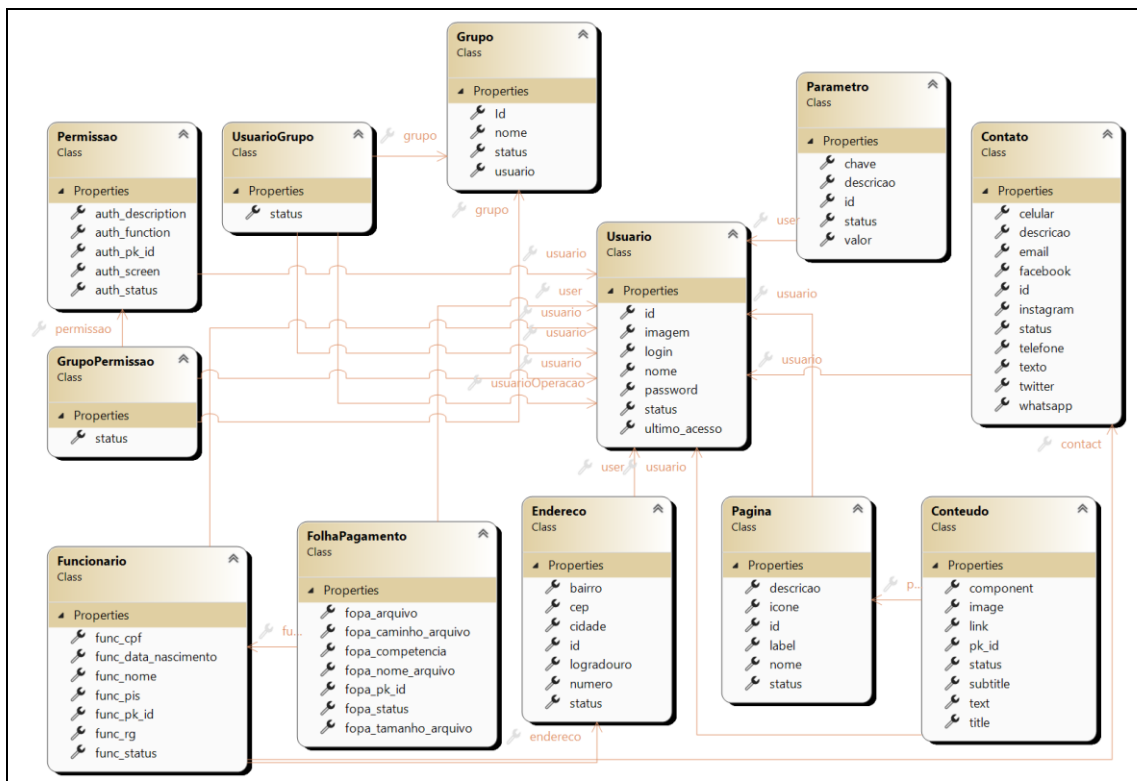 Grupo
Class
Properties
Id
nome
status
usuario
Parametro
Class
Properties
chave
descricao
id
status
valor
Permissao
Class
Properties
auth_description
auth_function
auth_pk_id
auth_screen
auth_status
UsuarioGrupo
Class
Properties
status
grupo
grupo
Contato
Class
Properties
celular
descricao
email
facebook
id
instagram
status
telefone
texto
twitter
whatsapp
user
Usuario
Class
Properties
id
imagem
login
nome
password
status
ultimo_acesso
usuario
user
usuario
usuario
usuario
usuarioOperacao
usuario
usuario
permissao
GrupoPermissao
Class
Properties
status
contact
user
usuario
Endereco
Class
Properties
bairro
cep
cidade
id
logradouro
numero
status
Pagina
Class
Properties
descricao
icone
id
label
nome
status
Conteudo
Class
Properties
component
image
link
pk_id
status
subtitle
text
title
p...
FolhaPagamento
Class
Properties
fopa_arquivo
fopa_caminho_arquivo
fopa_competencia
fopa_nome_arquivo
fopa_pk_id
fopa_status
fopa_tamanho_arquivo
Funcionario
Class
Properties
func_cpf
func_data_nascimento
func_nome
func_pis
func_pk_id
func_rg
func_status
fu...
endereco